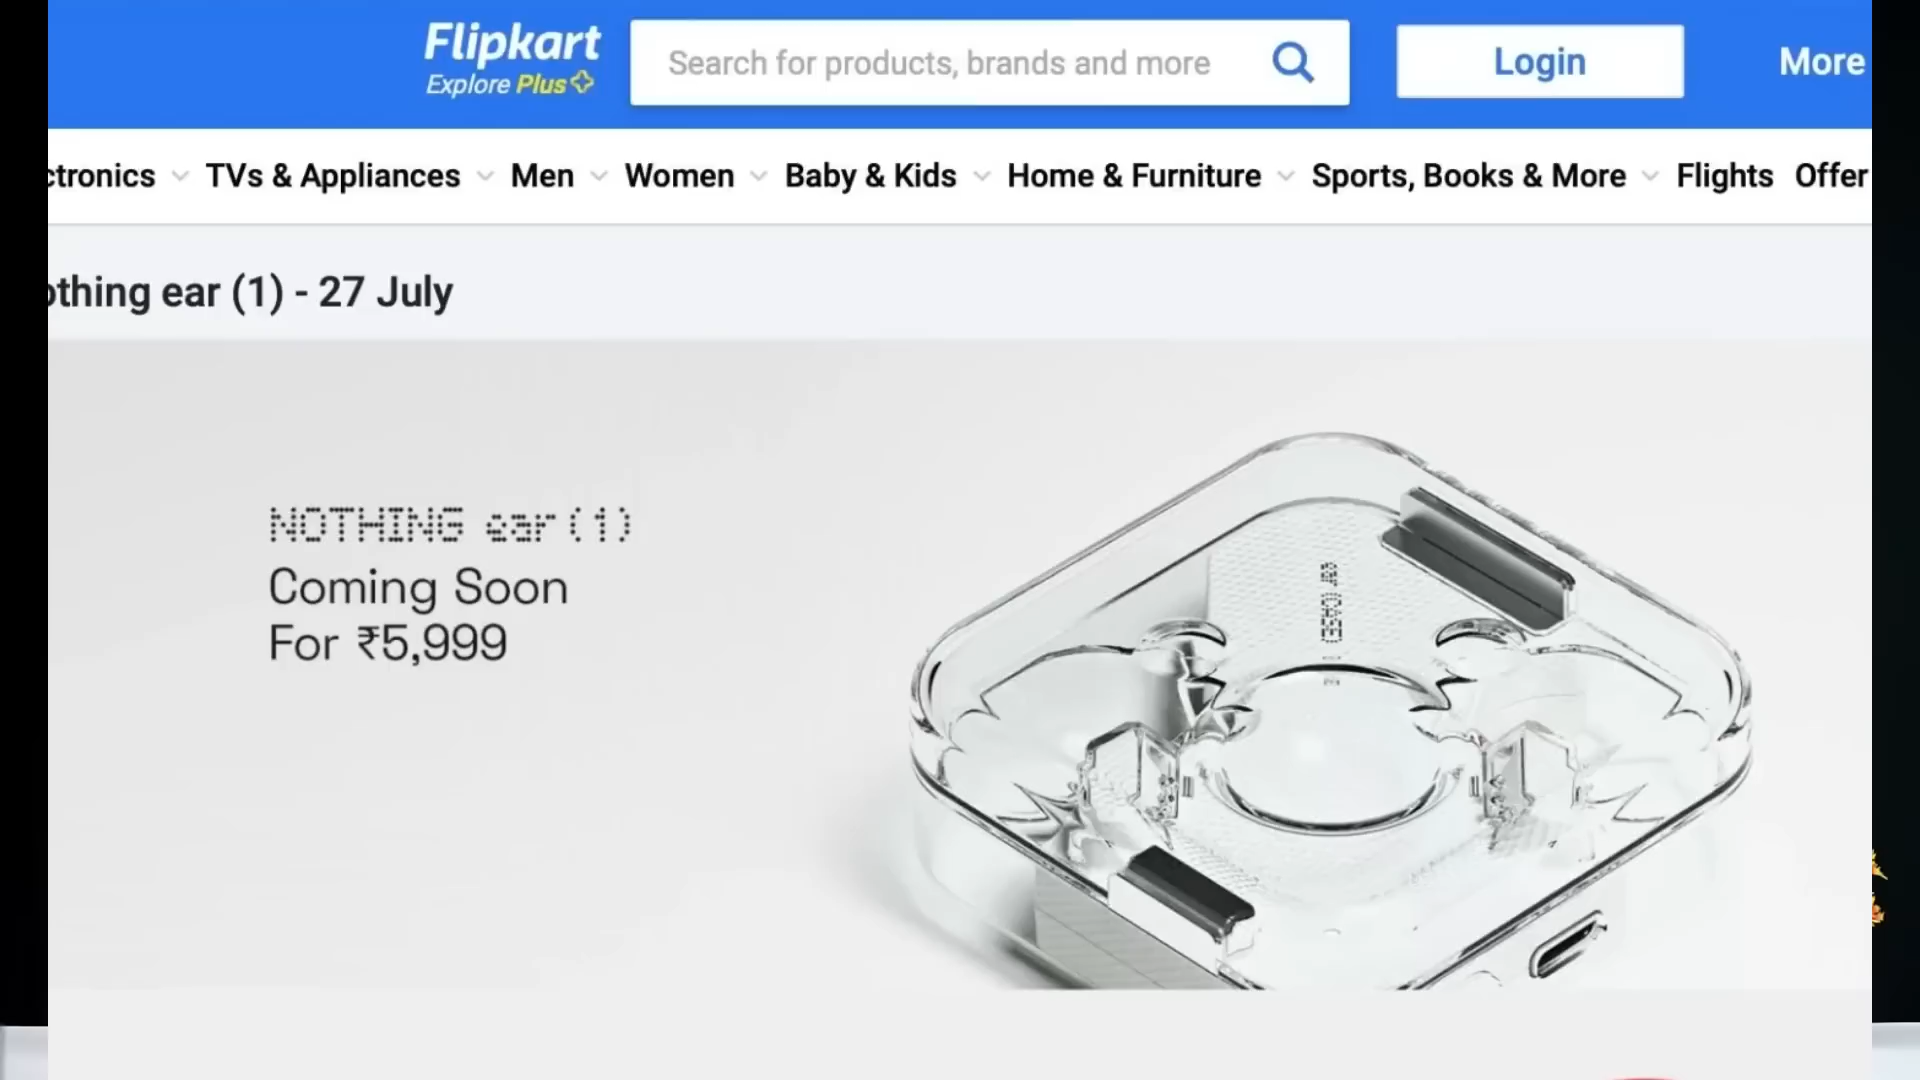 Flipkart
Explore Plus
Search for products, brands and more
Login
More
ctronics
TVs & Appliances
Men
Women
Baby & Kids
Home & Furniture
Sports, Books & More
Flights
Offer
othing ear (1) - 27 July
NOTHING ear (1)
Coming Soon
For ₹5,999